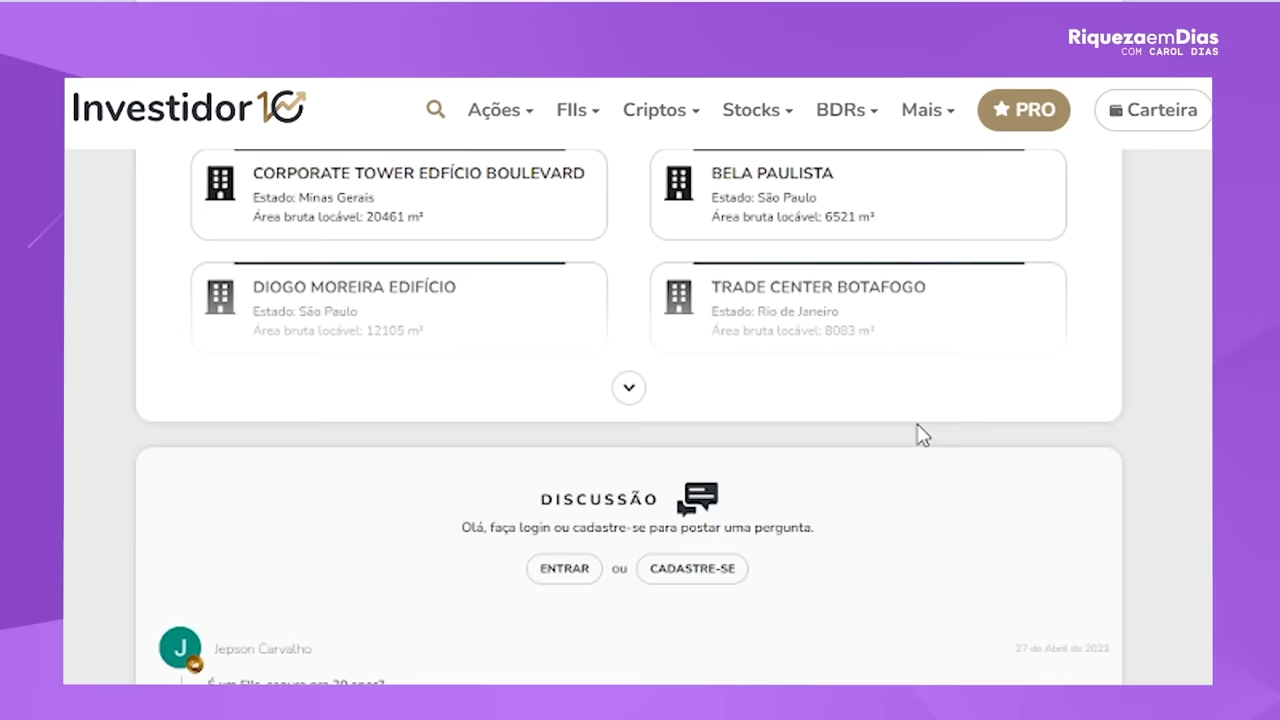 RiquezaemDias
COM CAROL DIAS
Investidor10
Ações
FIIs
Criptos
Stocks
BDRs
Mais
PRO
Carteira
CORPORATE TOWER EDFÍCIO BOULEVARD
Estado: Minas Gerais
Área bruta locável: 20461 m²
BELA PAULISTA
Estado: São Paulo
Área bruta locável: 6521 m²
DIOGO MOREIRA EDIFÍCIO
Estado: São Paulo
Área bruta locável: 12105 m²
TRADE CENTER BOTAFOGO
Estado: Rio de Janeiro
Área bruta locável: 8083 m²
DISCUSSÃO
Olá, faça login ou cadastre-se para postar uma pergunta.
ENTRAR ou CADASTRE-SE
J
Jepson Carvalho
27 de Abril de 2023
É um FIIs